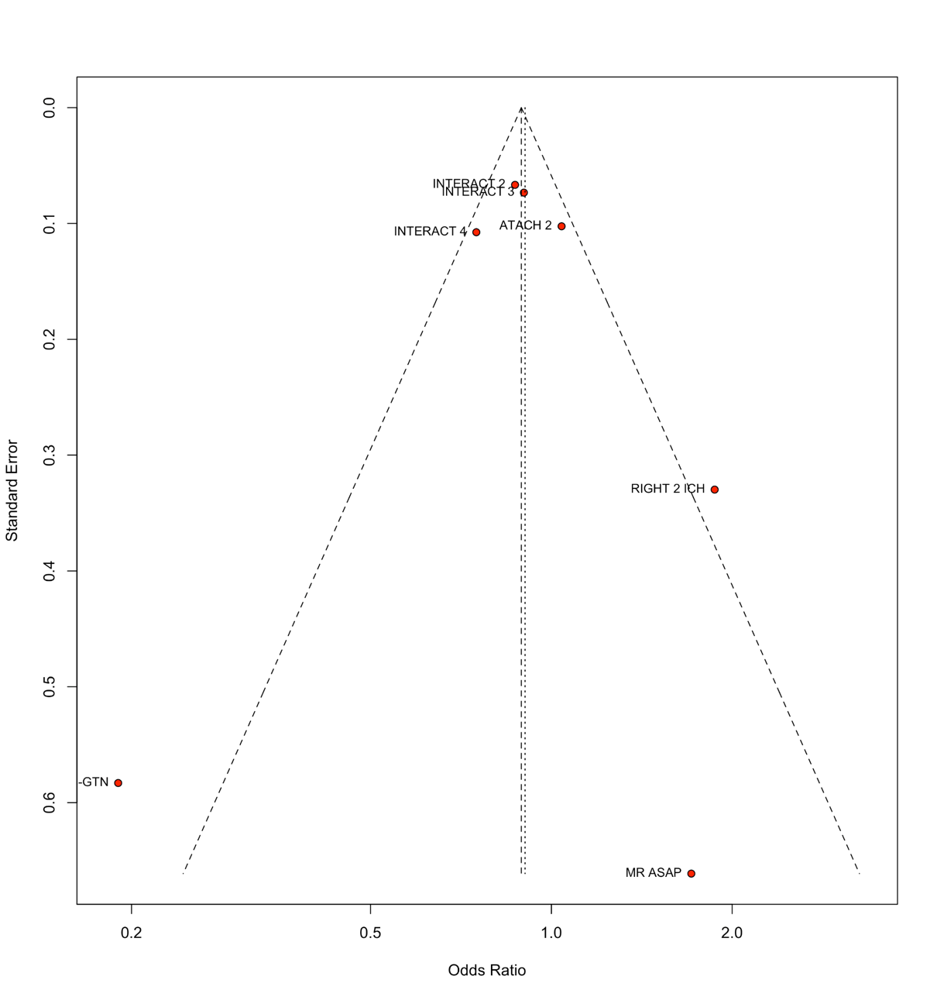 0.0
INTERACT 2
INTERACT 3
0.1
ATACH 2
INTERACT 4
0.2
0.3
RIGHT 2 ICH
0.4
0.5
-GTN
0.6
MR ASAP
0.2 0.5 1.0 2.0
Standard Error
Odds Ratio